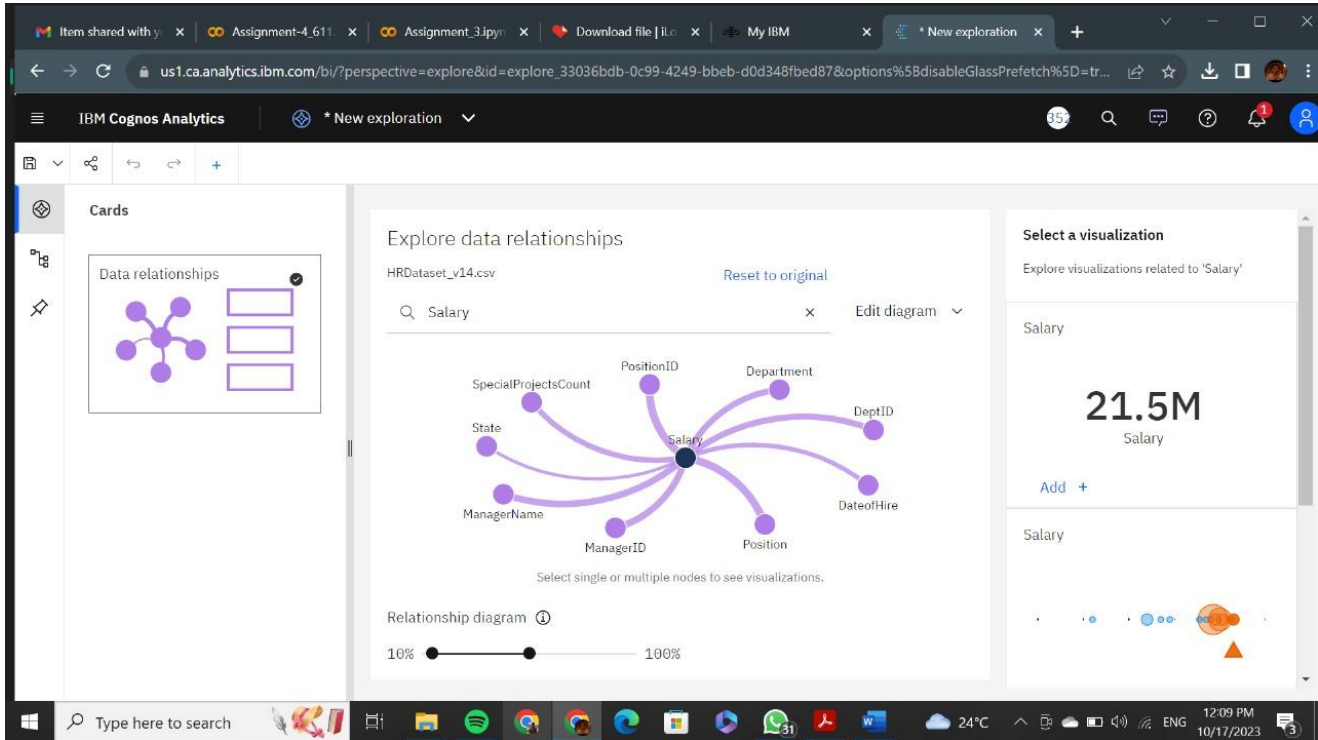 Item shared with y
Assignment-4_611.
Assignment_3.ipyn
Download file | iLo
My IBM
* New exploration
us1.ca.analytics.ibm.com/bi/?perspective=explore&id=explore_33036bdb-0c99-4249-bbeb-d0d348fbed87&options%5BdisableGlassPrefetch%5D=tr...
IBM Cognos Analytics
* New exploration
352
1
Cards
Data relationships
Explore data relationships
HRDataset_v14.csv
Reset to original
Salary
Edit diagram
PositionID
Department
SpecialProjectsCount
DeptID
State
Salary
ManagerName
DateofHire
ManagerID
Position
Select single or multiple nodes to see visualizations.
Relationship diagram
10%
100%
Select a visualization
Explore visualizations related to 'Salary'
Salary
21.5M
Salary
Add +
Salary
Type here to search
31
24°C
ENG
12:09 PM
10/17/2023
3